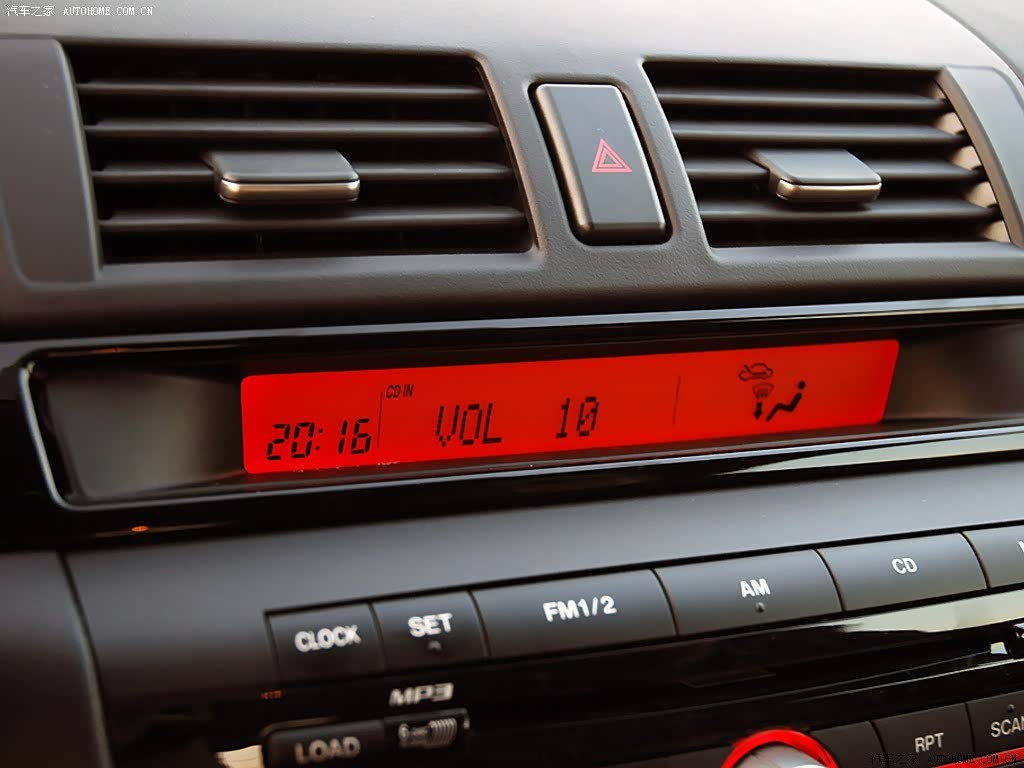 汽车之家 AUTOHOME.COM.CN
CD IN
20:16 VOL 10
CLOCK SET FM1/2 AM CD
MP3
LOAD RPT SCAN
汽车之家 AUTOHOME.COM.CN